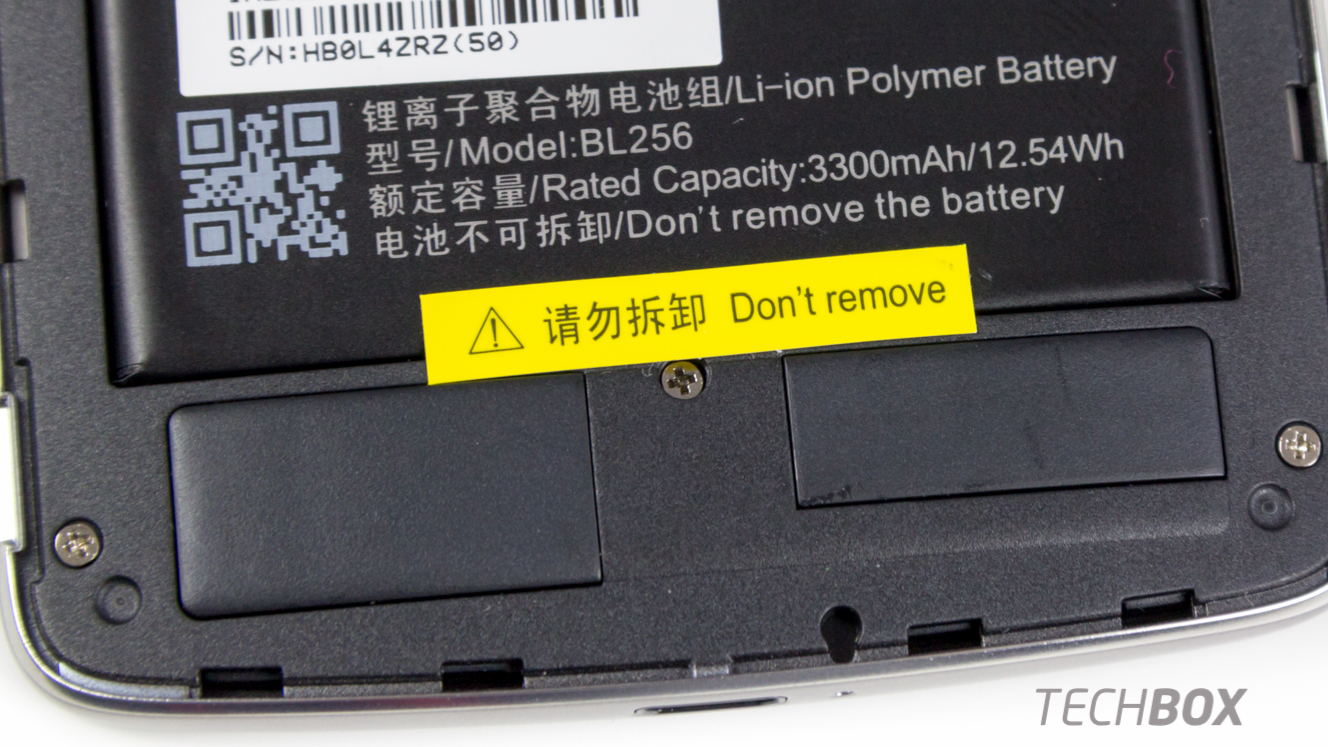 S/N:HB0L4ZRZ(50)
锂离子聚合物电池组/Li-ion Polymer Battery
型号/Model:BL256
额定容量/Rated Capacity:3300mAh/12.54Wh
电池不可拆卸/Don't remove the battery
请勿拆卸 Don't remove
TECHBOX